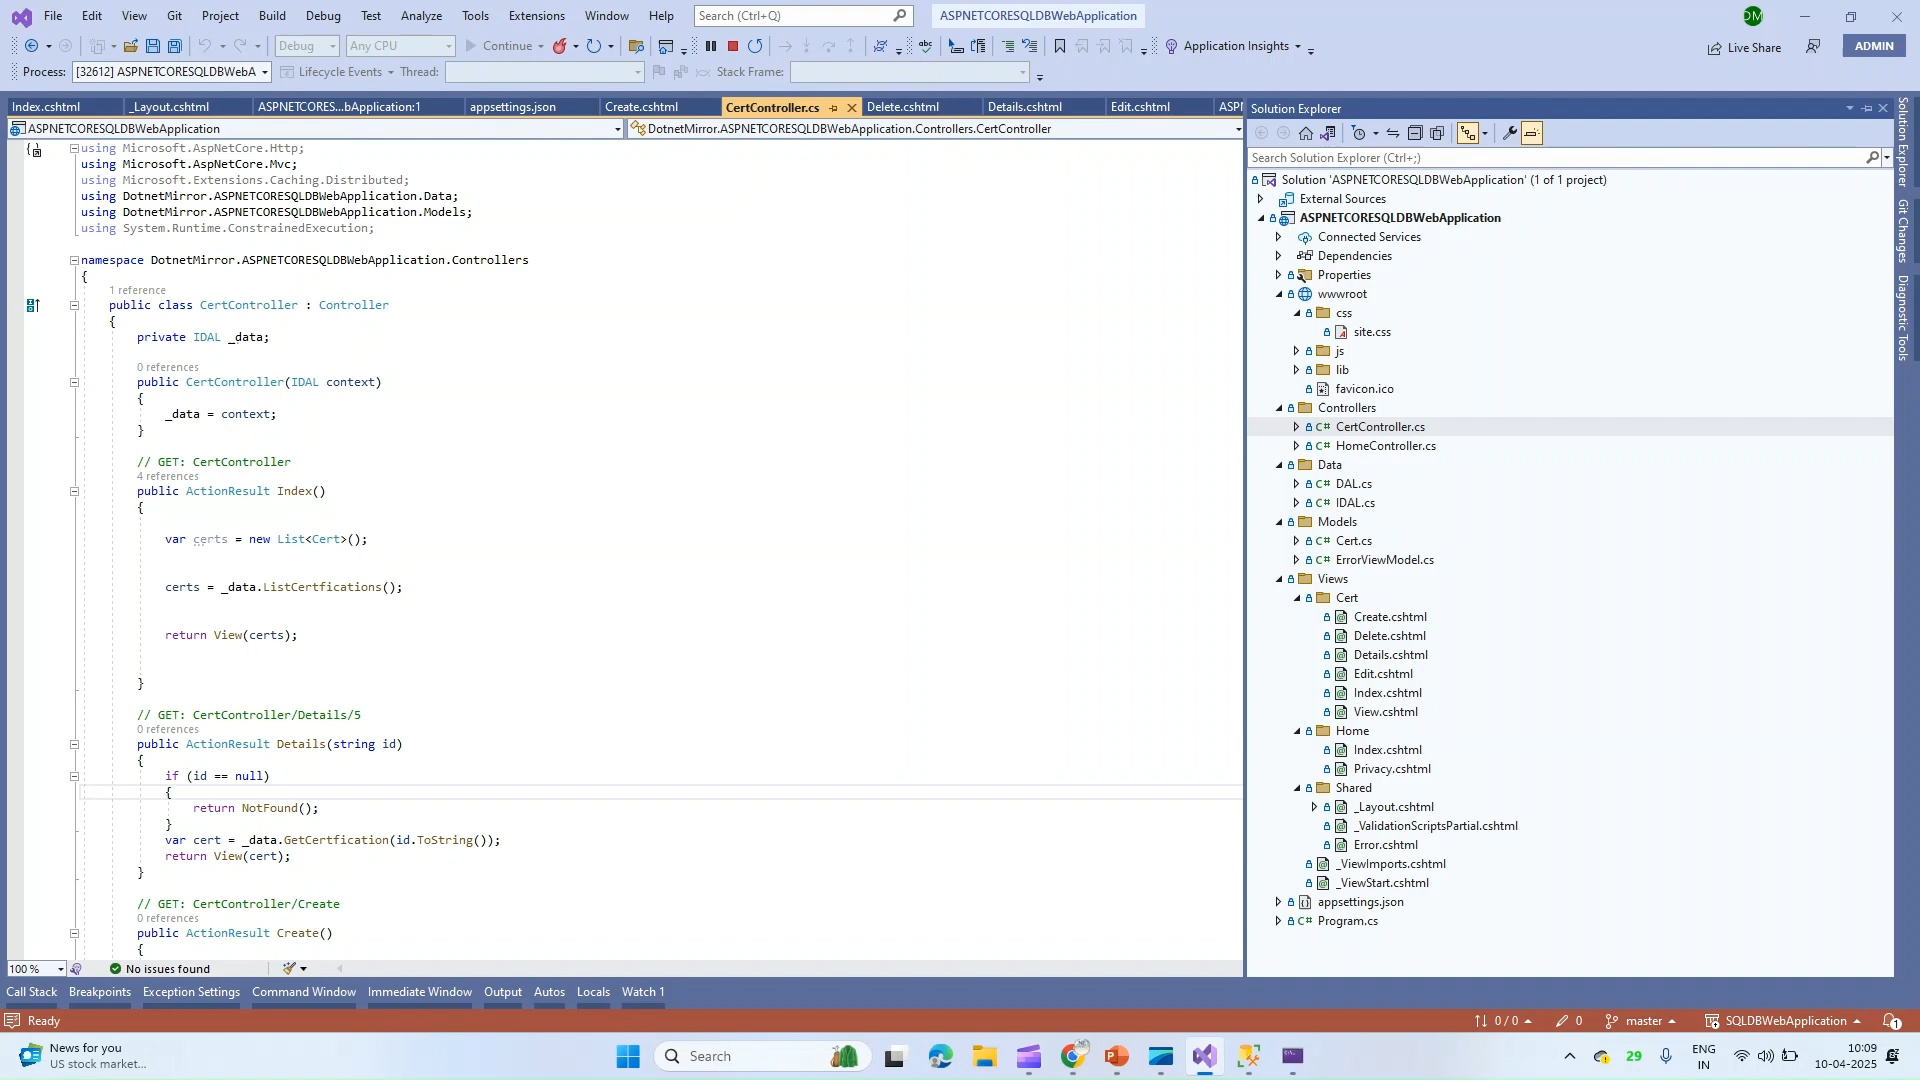 File Edit View Git Project Build Debug Test Analyze Tools Extensions Window Help Search (Ctrl+Q) ASPNETCORESQLDBWebApplication DM
Debug Any CPU Continue Application Insights Live Share ADMIN
Process: [32612] ASPNETCORESQLDBWebA Lifecycle Events Thread: Stack Frame:
Index.cshtml _Layout.cshtml ASPNETCORES...bApplication:1 appsettings.json Create.cshtml CertController.cs Delete.cshtml Details.cshtml Edit.cshtml
ASPNETCORESQLDBWebApplication DotnetMirror.ASPNETCORESQLDBWebApplication.Controllers.CertController
using Microsoft.AspNetCore.Http;
using Microsoft.AspNetCore.Mvc;
using Microsoft.Extensions.Caching.Distributed;
using DotnetMirror.ASPNETCORESQLDBWebApplication.Data;
using DotnetMirror.ASPNETCORESQLDBWebApplication.Models;
using System.Runtime.ConstrainedExecution;
namespace DotnetMirror.ASPNETCORESQLDBWebApplication.Controllers
{
1 reference
public class CertController : Controller
{
private IDAL _data;
0 references
public CertController(IDAL context)
{
_data = context;
}
// GET: CertController
4 references
public ActionResult Index()
{
var certs = new List<Cert>();
certs = _data.ListCertfications();
return View(certs);
}
// GET: CertController/Details/5
0 references
public ActionResult Details(string id)
{
if (id == null)
{
return NotFound();
}
var cert = _data.GetCertfication(id.ToString());
return View(cert);
}
// GET: CertController/Create
0 references
public ActionResult Create()
{
100 % No issues found
Solution Explorer
Search Solution Explorer (Ctrl+;)
Solution 'ASPNETCORESQLDBWebApplication' (1 of 1 project)
External Sources
ASPNETCORESQLDBWebApplication
Connected Services
Dependencies
Properties
wwwroot
css
site.css
js
lib
favicon.ico
Controllers
C# CertController.cs
C# HomeController.cs
Data
C# DAL.cs
C# IDAL.cs
Models
C# Cert.cs
C# ErrorViewModel.cs
Views
Cert
Create.cshtml
Delete.cshtml
Details.cshtml
Edit.cshtml
Index.cshtml
View.cshtml
Home
Index.cshtml
Privacy.cshtml
Shared
_Layout.cshtml
_ValidationScriptsPartial.cshtml
Error.cshtml
_ViewImports.cshtml
_ViewStart.cshtml
appsettings.json
C# Program.cs
Solution Explorer
Git Changes
Diagnostic Tools
Call Stack Breakpoints Exception Settings Command Window Immediate Window Output Autos Locals Watch 1
Ready 0 / 0 0 master SQLDBWebApplication 1
News for you
US stock market...
Search
29 ENG
IN
10:09
10-04-2025